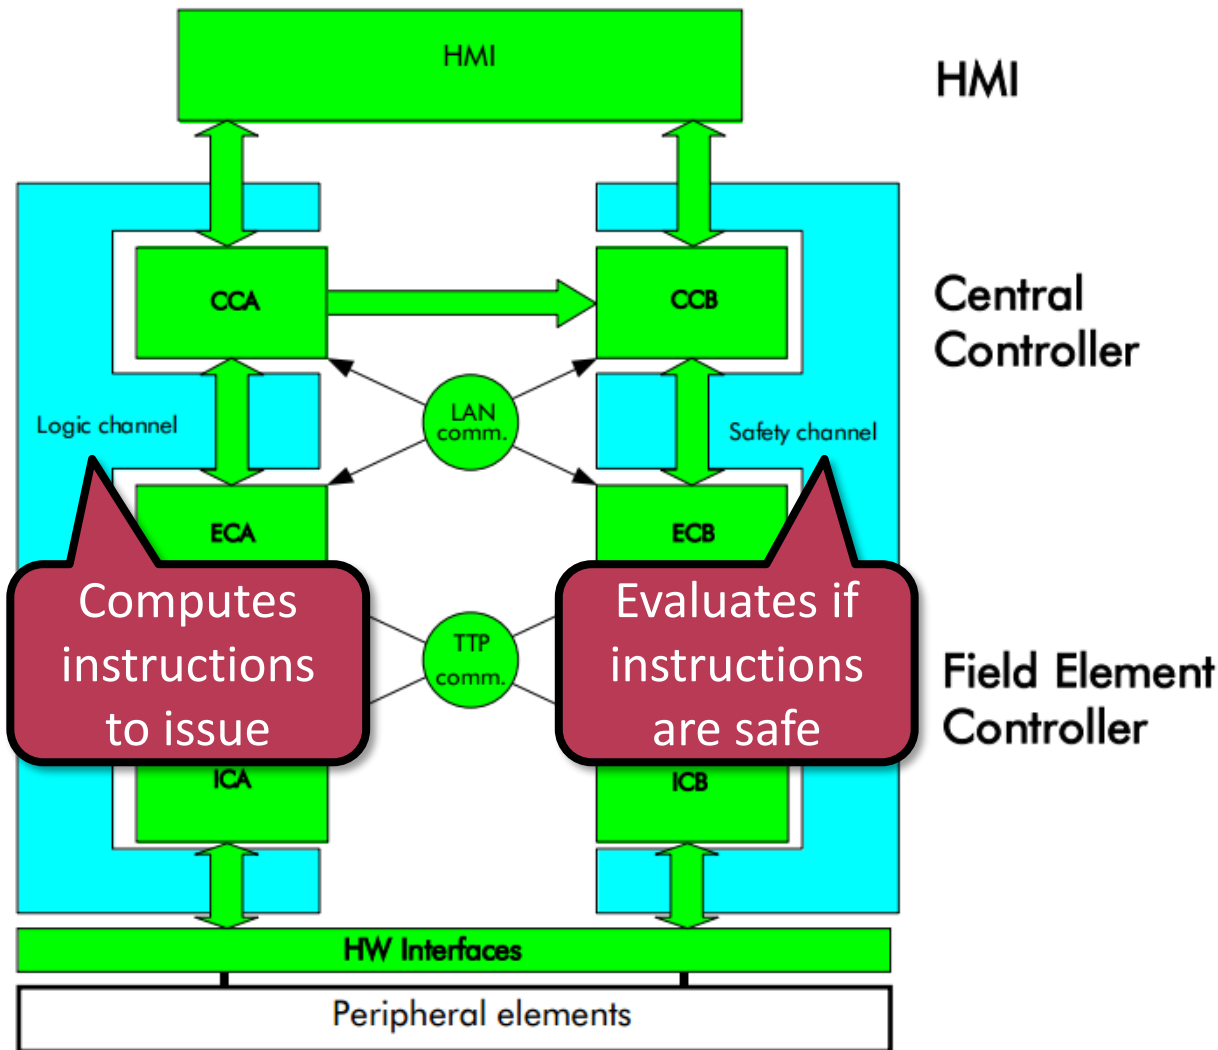 HMI
HMI
CCA
CCB
Central
Controller
LAN
comm.
Logic channel
Safety channel
ECA
ECB
Computes
instructions
to issue
TTP
comm.
Evaluates if
instructions
are safe
Field Element
Controller
ICA
ICB
HW Interfaces
Peripheral elements